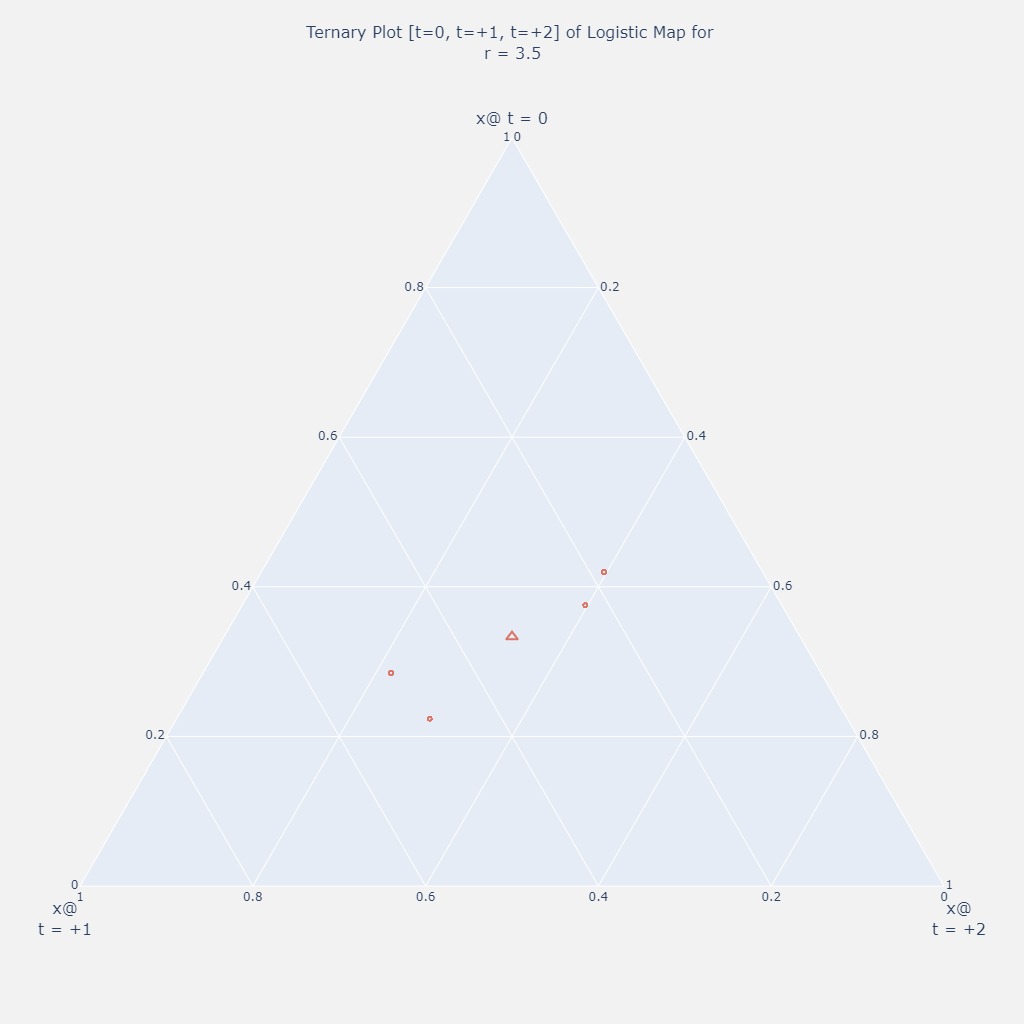 Ternary Plot [t=0, t=+1, t=+2] of Logistic Map for
r = 3.5
x@ t = 0
1 0
0.8 0.2
0.6 0.4
0.4 0.6
0.2 0.8
0 1
1 0.8 0.6 0.4 0.2 0
x@ x@
t = +1 t = +2